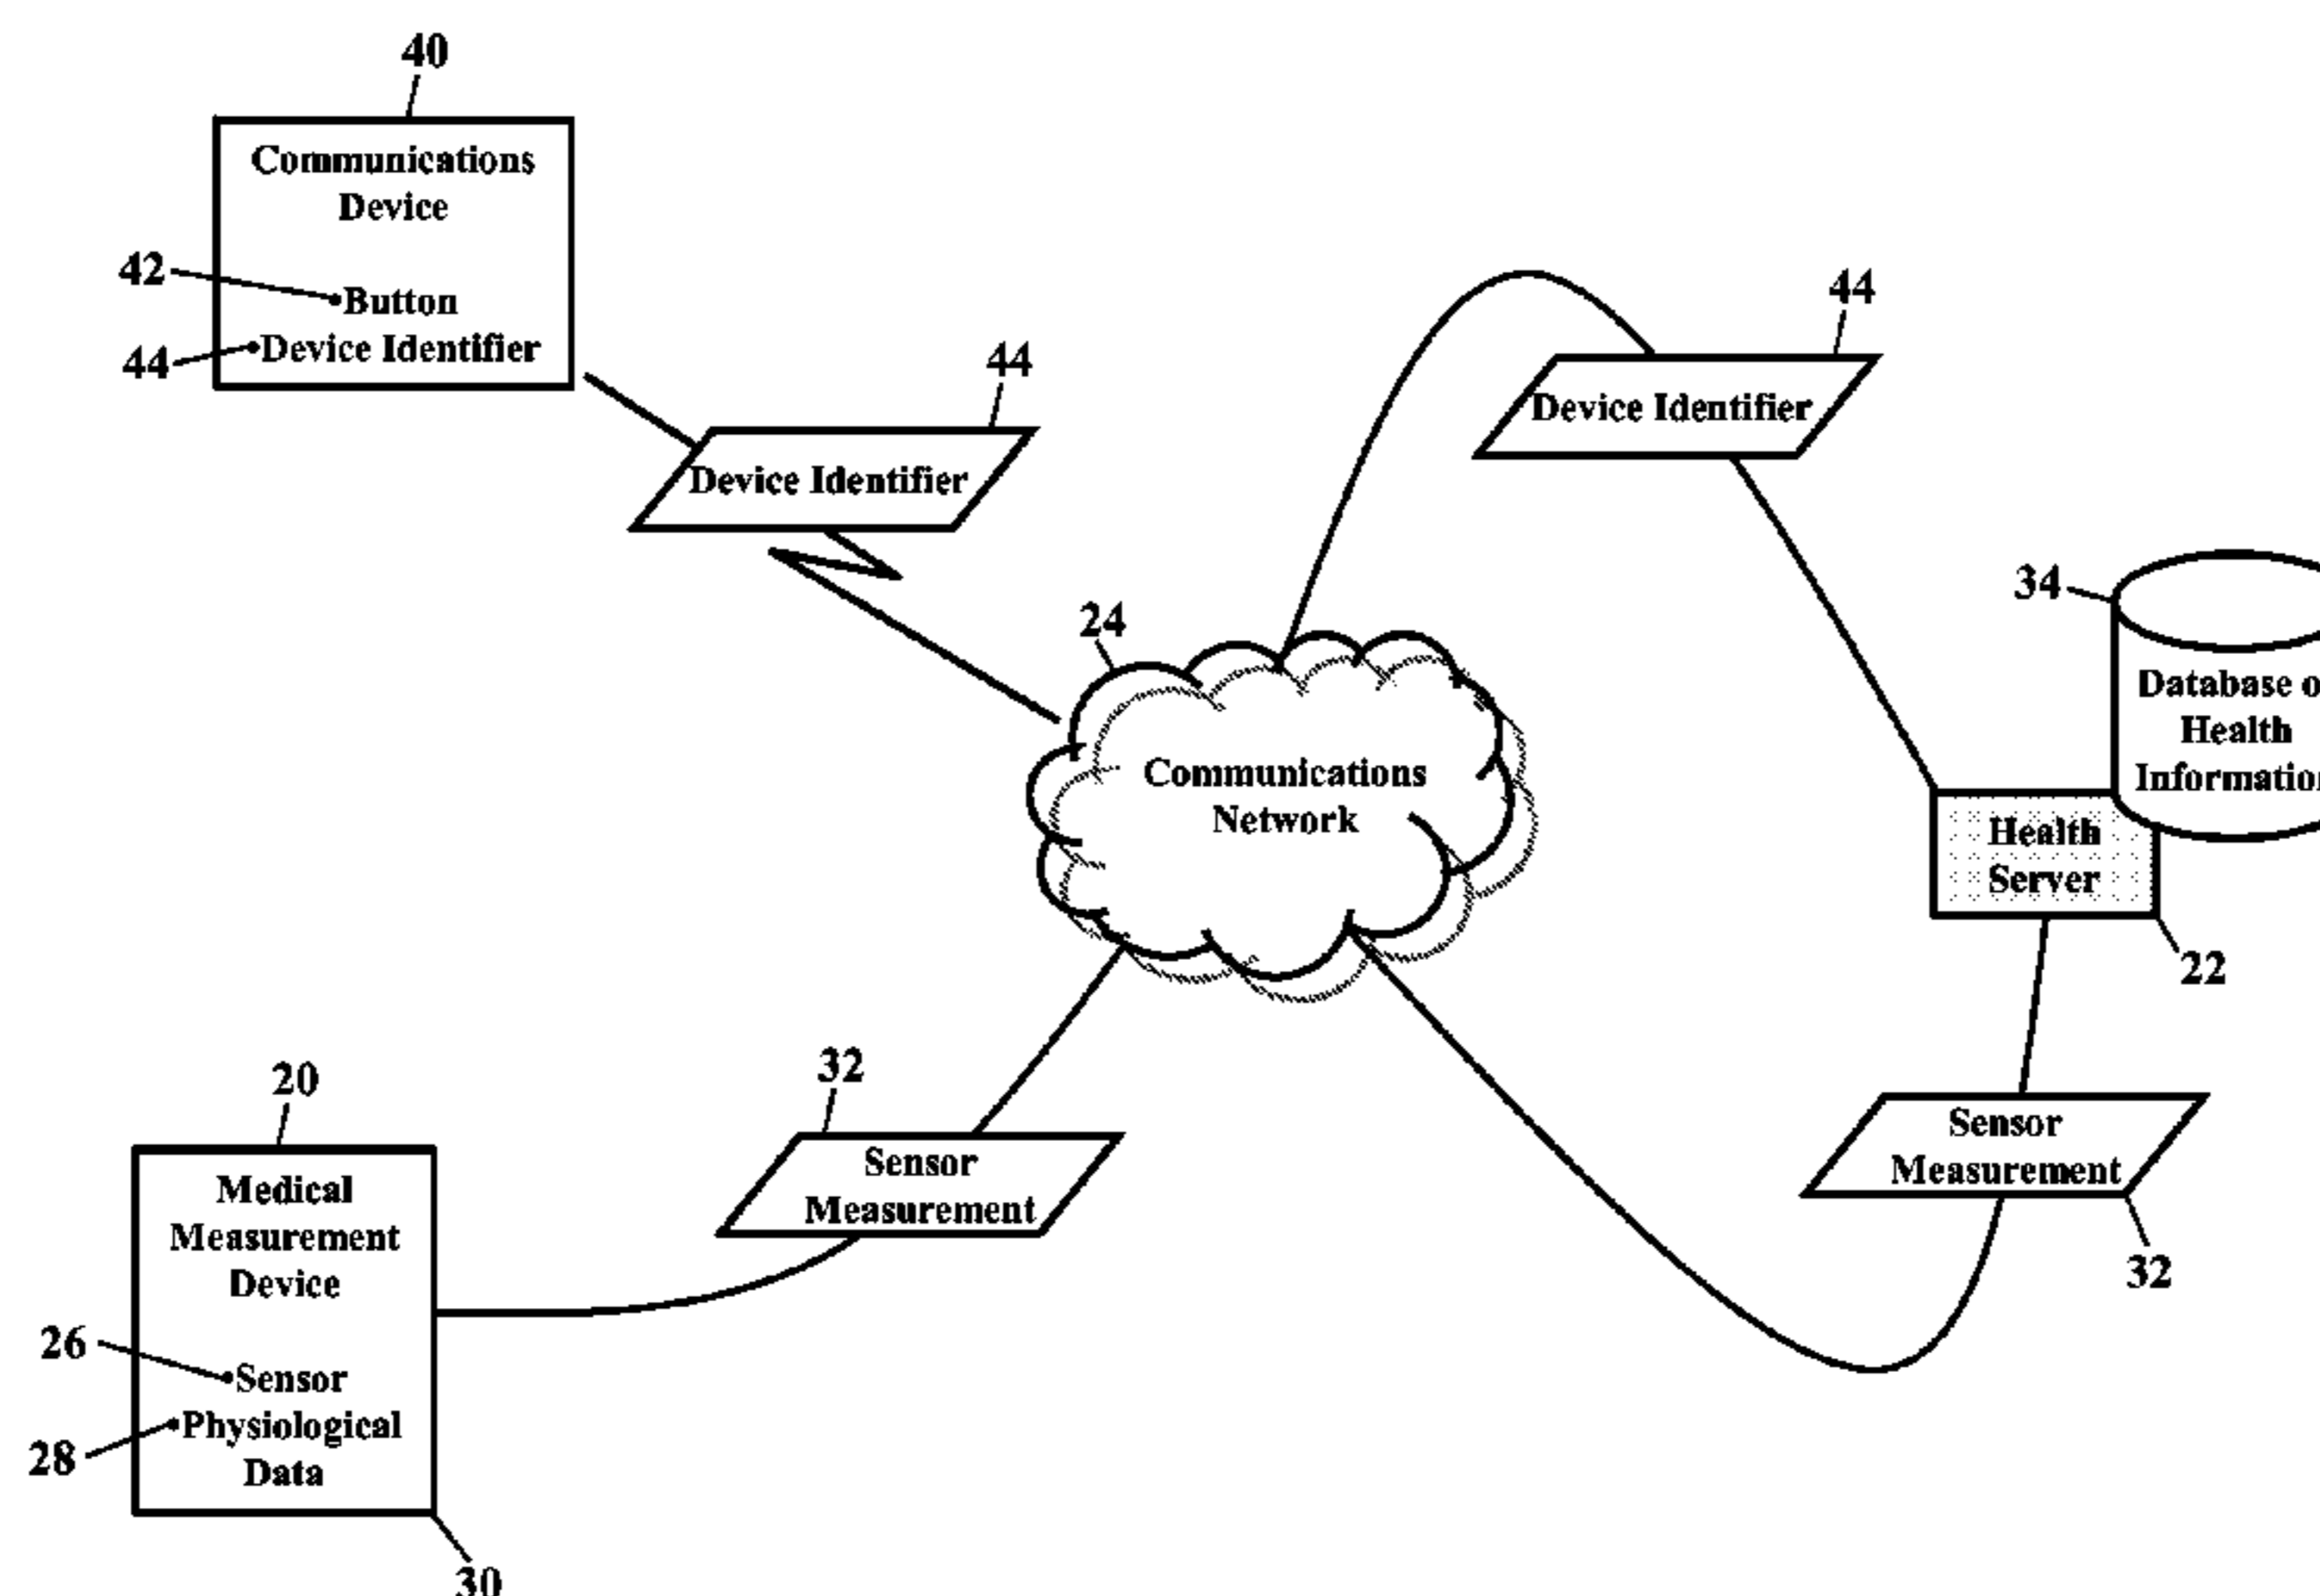 40
Communications
Device
42
•Button
44
•Device Identifier
44
Device Identifier
44
Device Identifier
24
Communications
Network
34
Database o
Health
Information
Health
Server
22
20
Medical
Measurement
Device
26
•Sensor
28
•Physiological
Data
30
32
Sensor
Measurement
Sensor
Measurement
32